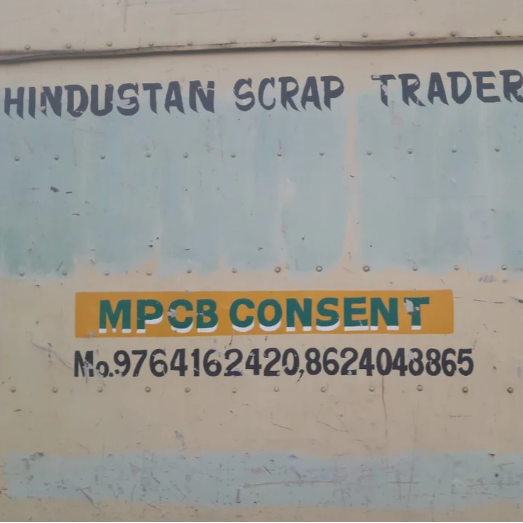 HINDUSTAN SCRAP TRADER
MPCB CONSENT
Mo.9764162420,8624048865